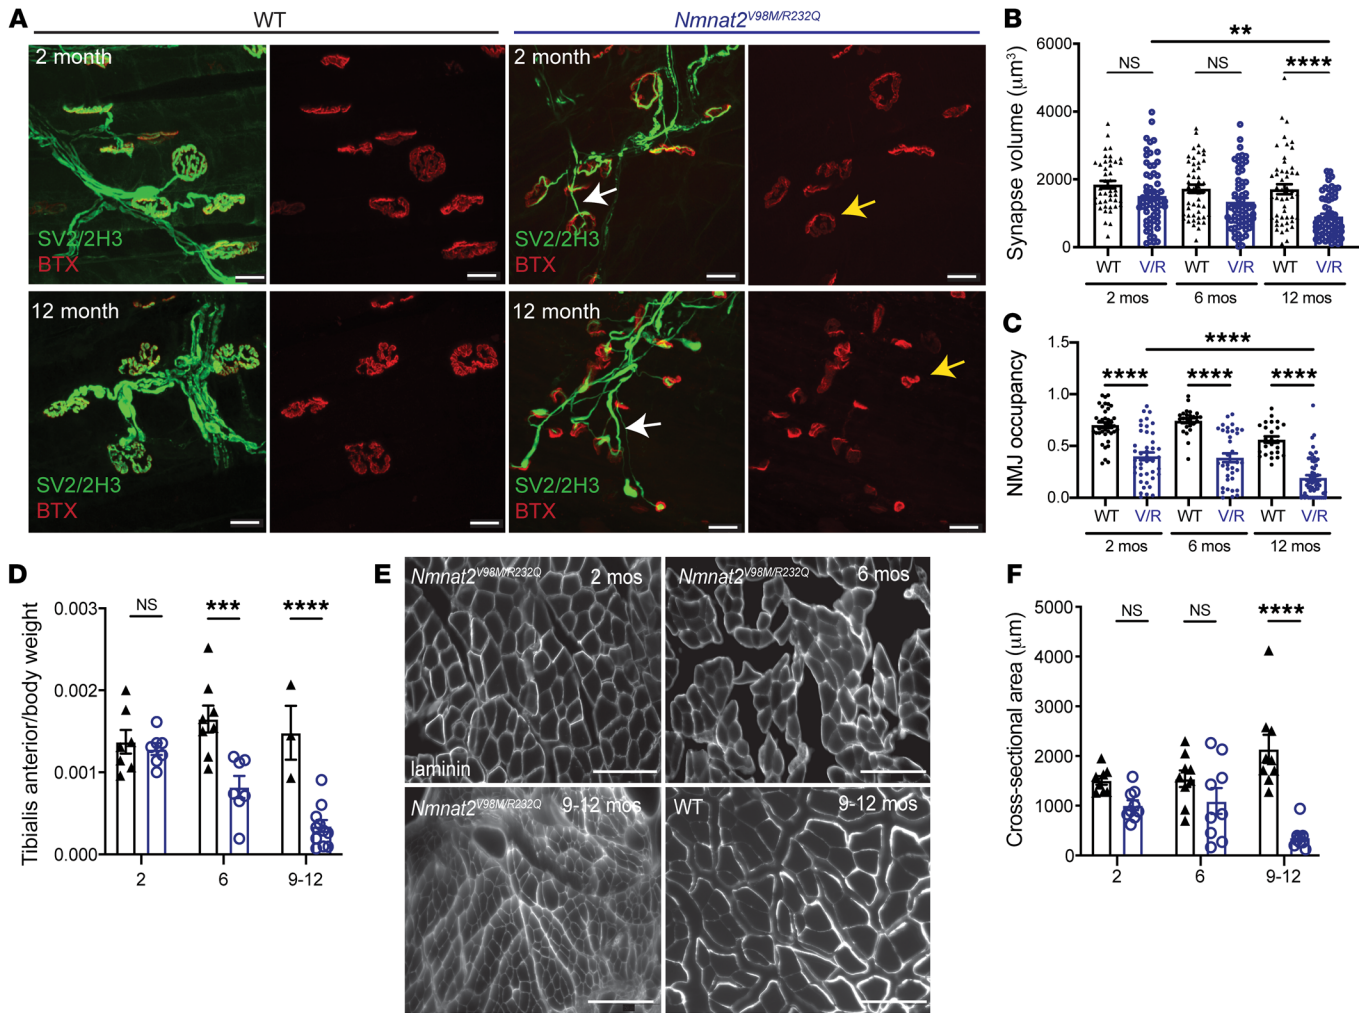 A
WT
Nmnat2V98M/R232Q
2 month
SV2/2H3
BTX
2 month
SV2/2H3
BTX
12 month
SV2/2H3
BTX
12 month
SV2/2H3
BTX
B
Synapse volume (μm3)
6000
4000
2000
0
NS
NS
**
****
WT V/R WT V/R WT V/R
2 mos 6 mos 12 mos
C
NMJ occupancy
1.5
1.0
0.5
0.0
****
**** **** ****
WT V/R WT V/R WT V/R
2 mos 6 mos 12 mos
D
Tibialis anterior/body weight
0.003
0.002
0.001
0.000
NS *** ****
2 6 9-12
E
Nmnat2V98M/R232Q 2 mos
laminin
Nmnat2V98M/R232Q 6 mos
Nmnat2V98M/R232Q 9-12 mos
WT 9-12 mos
F
Cross-sectional area (μm)
5000
4000
3000
2000
1000
0
NS NS ****
2 6 9-12